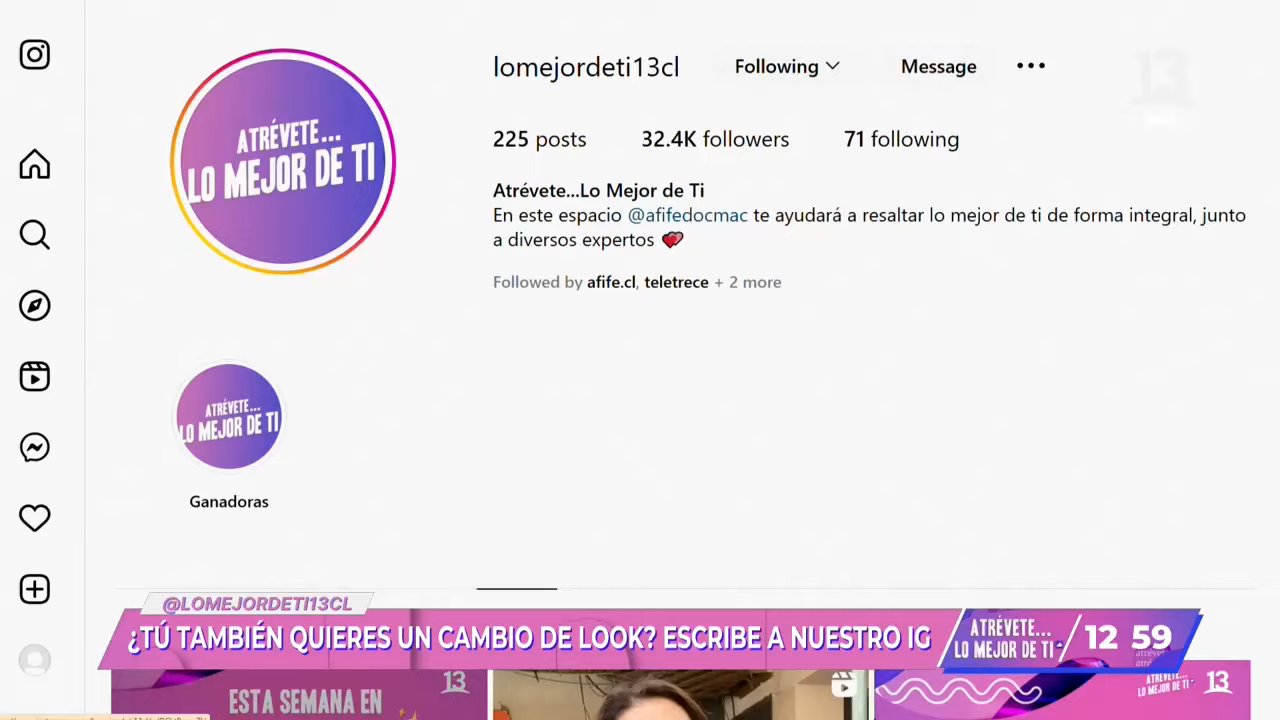 lomejordeti13cl
Following
Message
13
225 posts
32.4K followers
71 following
ATRÉVETE...
LO MEJOR DE TI
Atrévete...Lo Mejor de Ti
En este espacio @afifedocmac te ayudará a resaltar lo mejor de ti de forma integral, junto
a diversos expertos
Followed by afife.cl, teletrece + 2 more
ATRÉVETE...
LO MEJOR DE TI
Ganadoras
@LOMEJORDETI13CL
¿TÚ TAMBIÉN QUIERES UN CAMBIO DE LOOK? ESCRIBE A NUESTRO IG
ATRÉVETE...
LO MEJOR DE TI
12 59
ESTA SEMANA EN
13
LO MEJOR DE TI
13